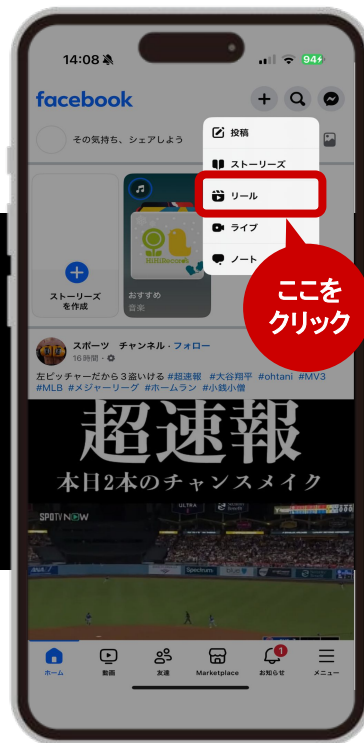 14:08
94
facebook
その気持ち、シェアしよう
投稿
ストーリーズ
リール
ライブ
ノート
ここを
クリック
ストーリーズ
を作成
HiHiRecords
おすすめ
音楽
スポーツ チャンネル・フォロー
16時間
左ピッチャーだから3盗いける #超速報 #大谷翔平 #ohtani #MV3
#MLB #メジャーリーグ #ホームラン #小銭小僧
超速報
本日2本のチャンスメイク
SPOTV NOW
ULTRA
Spectrum
ホーム
動画
友達
Marketplace
1
お知らせ
メニュー